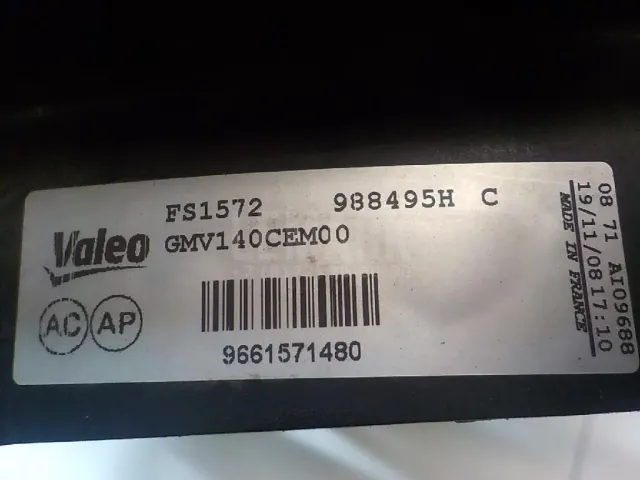 FS1572 988495H C
Valeo GMV140CEM00
AC AP
9661571480
08 71 AI09688
19/11/08 17:10
MADE IN FRANCE